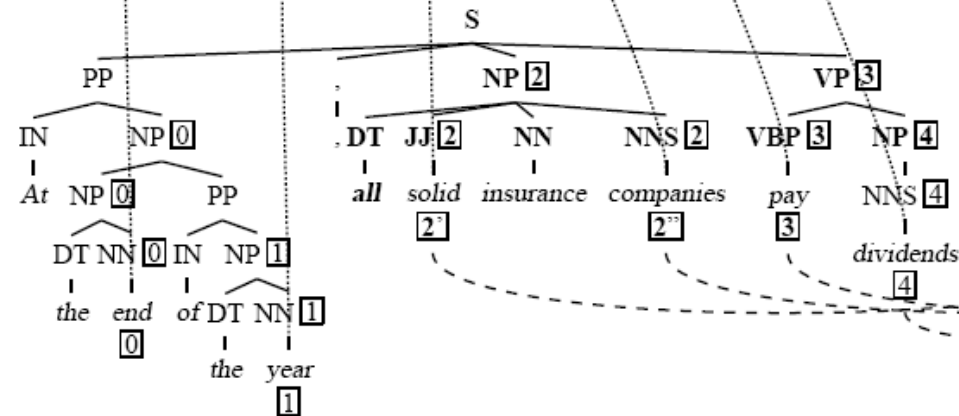 S
PP , NP 2 VP 3
IN NP 0 , DT JJ 2 NN NNS 2 VBP 3 NP 4
At NP 0 PP all solid insurance companies pay NNS 4
2' 2'' 3
DT NN 0 IN NP 1 dividends
the end of DT NN 1 4
0
the year
1